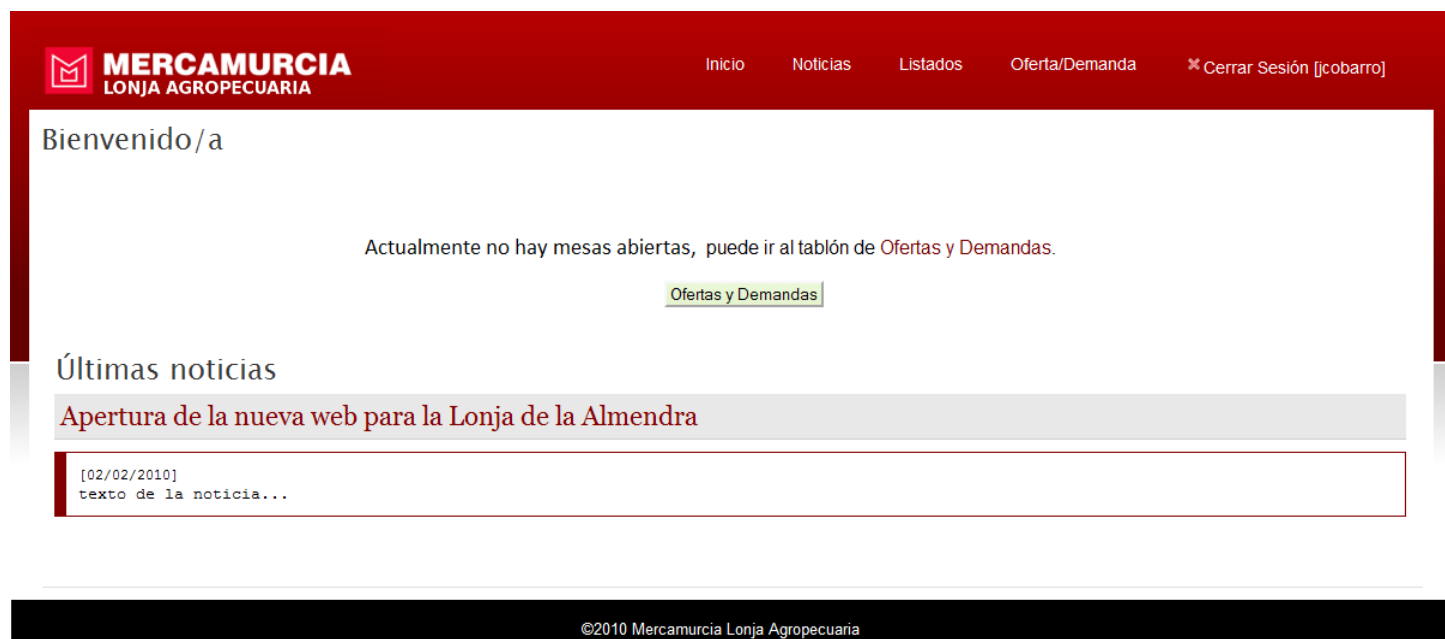 MERCAMURCIA
LONJA AGROPECUARIA
Inicio Noticias Listados Oferta/Demanda Cerrar Sesión [jcobarro]
Bienvenido/a
Actualmente no hay mesas abiertas, puede ir al tablón de Ofertas y Demandas.
Ofertas y Demandas
Últimas noticias
Apertura de la nueva web para la Lonja de la Almendra
[02/02/2010]
texto de la noticia...
©2010 Mercamurcia Lonja Agropecuaria